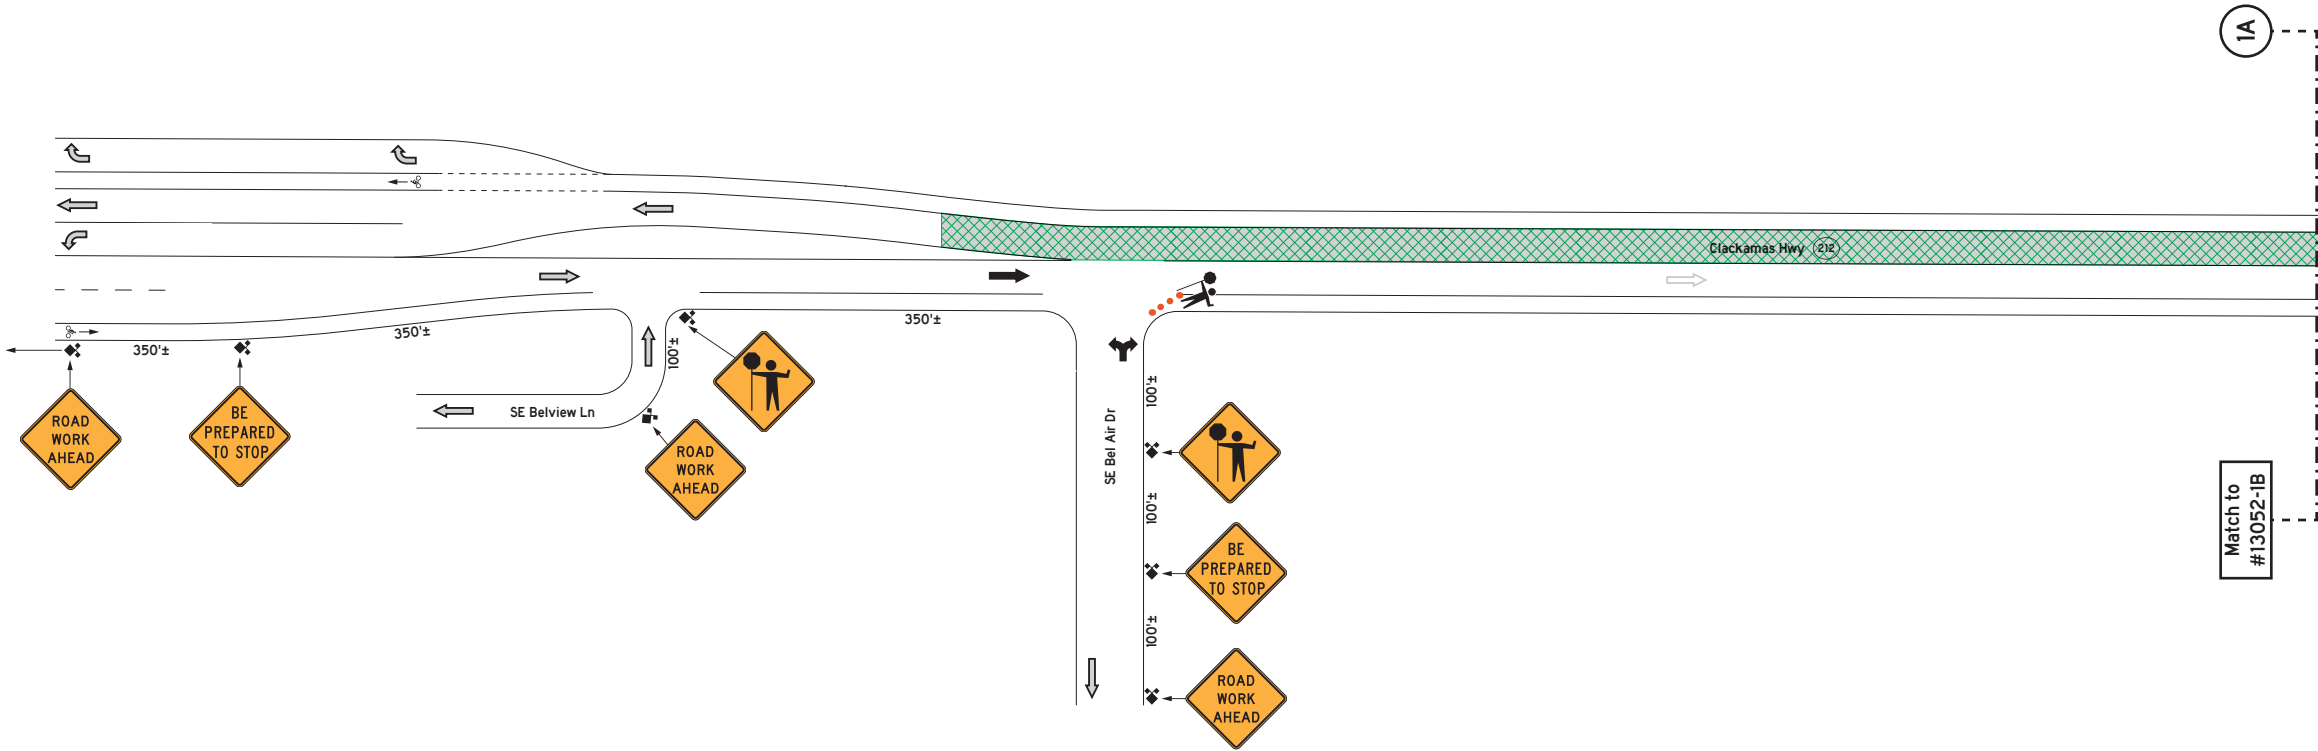 1A
Clackamas Hwy 212
350'±
350'±
350'±
ROAD
WORK
AHEAD
BE
PREPARED
TO STOP
SE Belview Ln
100'±
ROAD
WORK
AHEAD
SE Bel Air Dr
100'±
100'±
BE
PREPARED
TO STOP
100'±
ROAD
WORK
AHEAD
Match to
#13052-1B